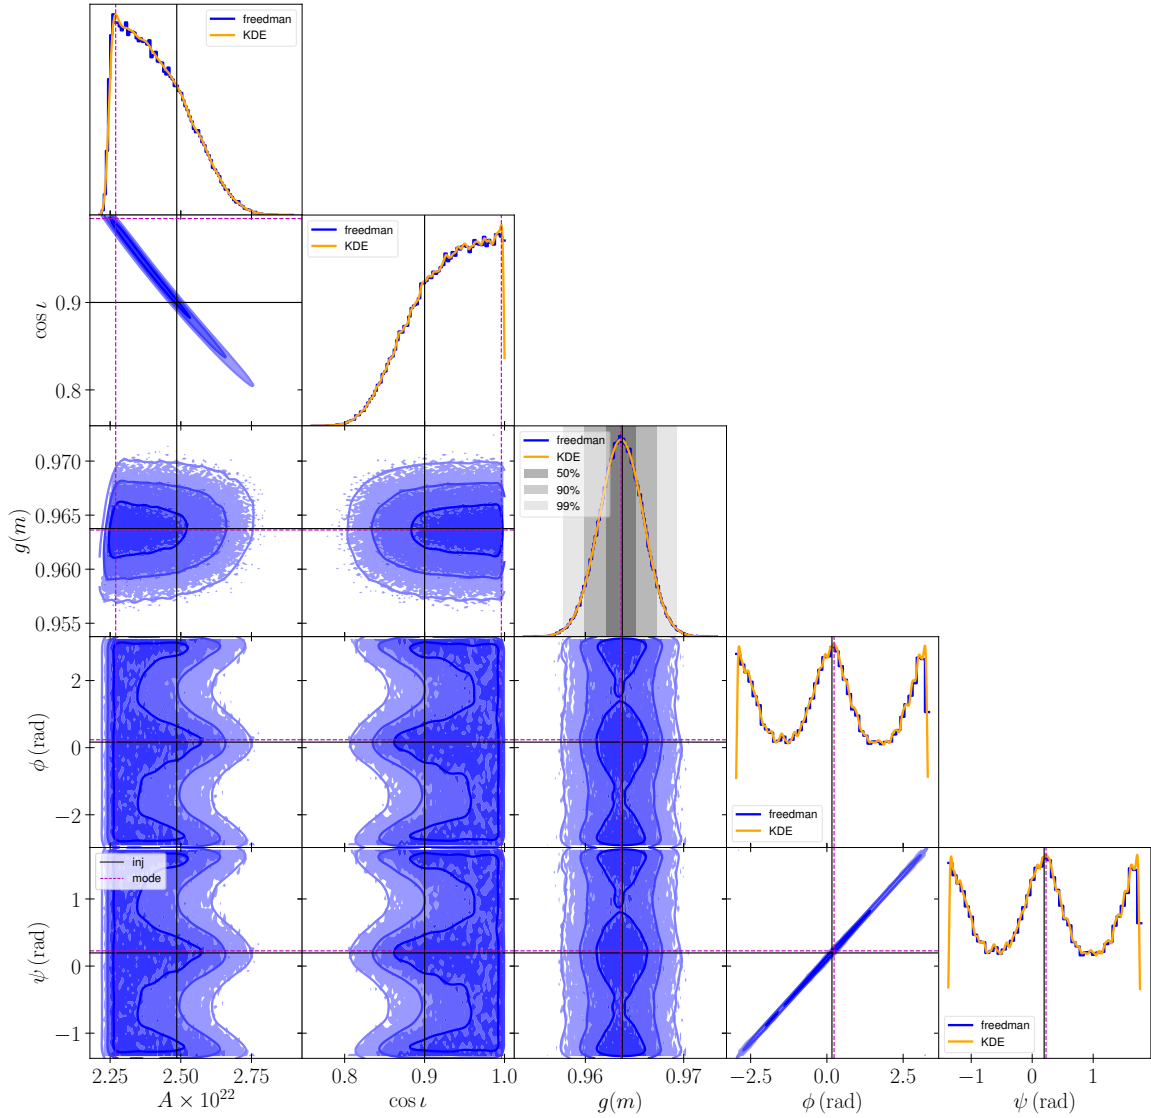 freedman
KDE
freedman
KDE
cos ι
0.9
0.8
freedman
KDE
50%
90%
99%
g(m)
0.970
0.965
0.960
0.955
ϕ (rad)
2
0
−2
freedman
KDE
inj
mode
ψ (rad)
1
0
−1
freedman
KDE
2.25 2.50 2.75
0.8 0.9 1.0
0.96 0.97
−2.5 0.0 2.5
−1 0 1
A × 10²²
cos ι
g(m)
ϕ (rad)
ψ (rad)